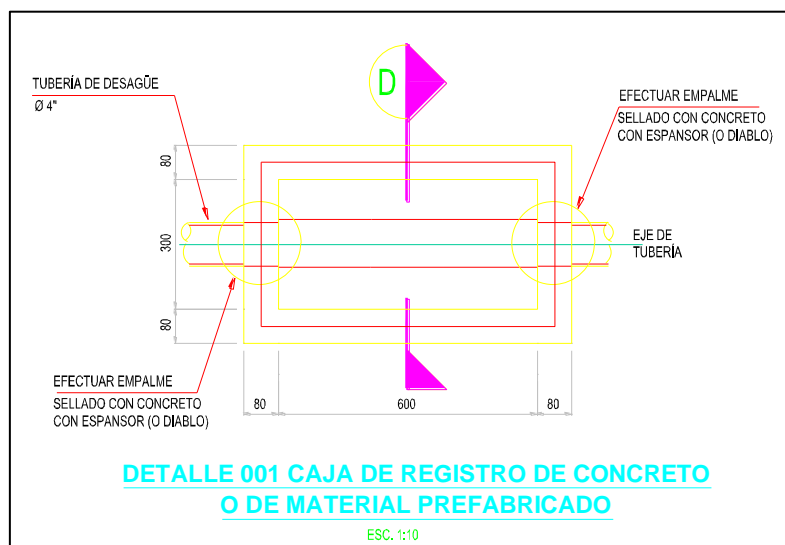 D
TUBERÍA DE DESAGÜE
Ø 4"
EFECTUAR EMPALME
SELLADO CON CONCRETO
CON ESPANSOR (O DIABLO)
80
300
80
EJE DE
TUBERÍA
EFECTUAR EMPALME
SELLADO CON CONCRETO
CON ESPANSOR (O DIABLO)
80
600
80
DETALLE 001 CAJA DE REGISTRO DE CONCRETO
O DE MATERIAL PREFABRICADO
ESC. 1:10